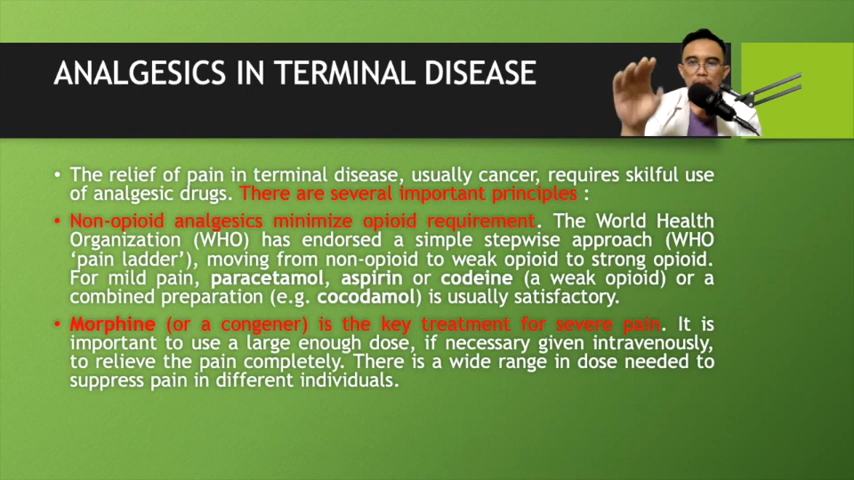 ANALGESICS IN TERMINAL DISEASE
• The relief of pain in terminal disease, usually cancer, requires skilful use
of analgesic drugs. There are several important principles :
• Non-opioid analgesics minimize opioid requirement. The World Health
Organization (WHO) has endorsed a simple stepwise approach (WHO
‘pain ladder’), moving from non-opioid to weak opioid to strong opioid.
For mild pain, paracetamol, aspirin or codeine (a weak opioid) or a
combined preparation (e.g. cocodamol) is usually satisfactory.
• Morphine (or a congener) is the key treatment for severe pain. It is
important to use a large enough dose, if necessary given intravenously,
to relieve the pain completely. There is a wide range in dose needed to
suppress pain in different individuals.